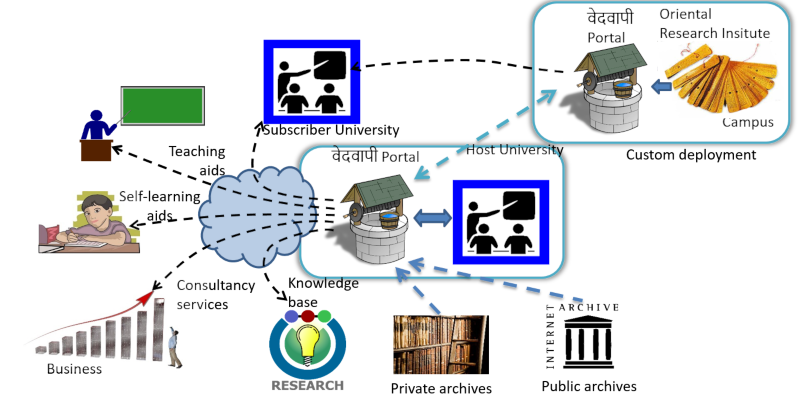 वेदवापी
Portal
Oriental
Research Insitute
Campus
Custom deployment
Subscriber University
Host University
वेदवापी Portal
Teaching
aids
Self-learning
aids
Consultancy
services
Knowledge
base
Business
RESEARCH
Private archives
INTERNET
ARCHIVE
Public archives